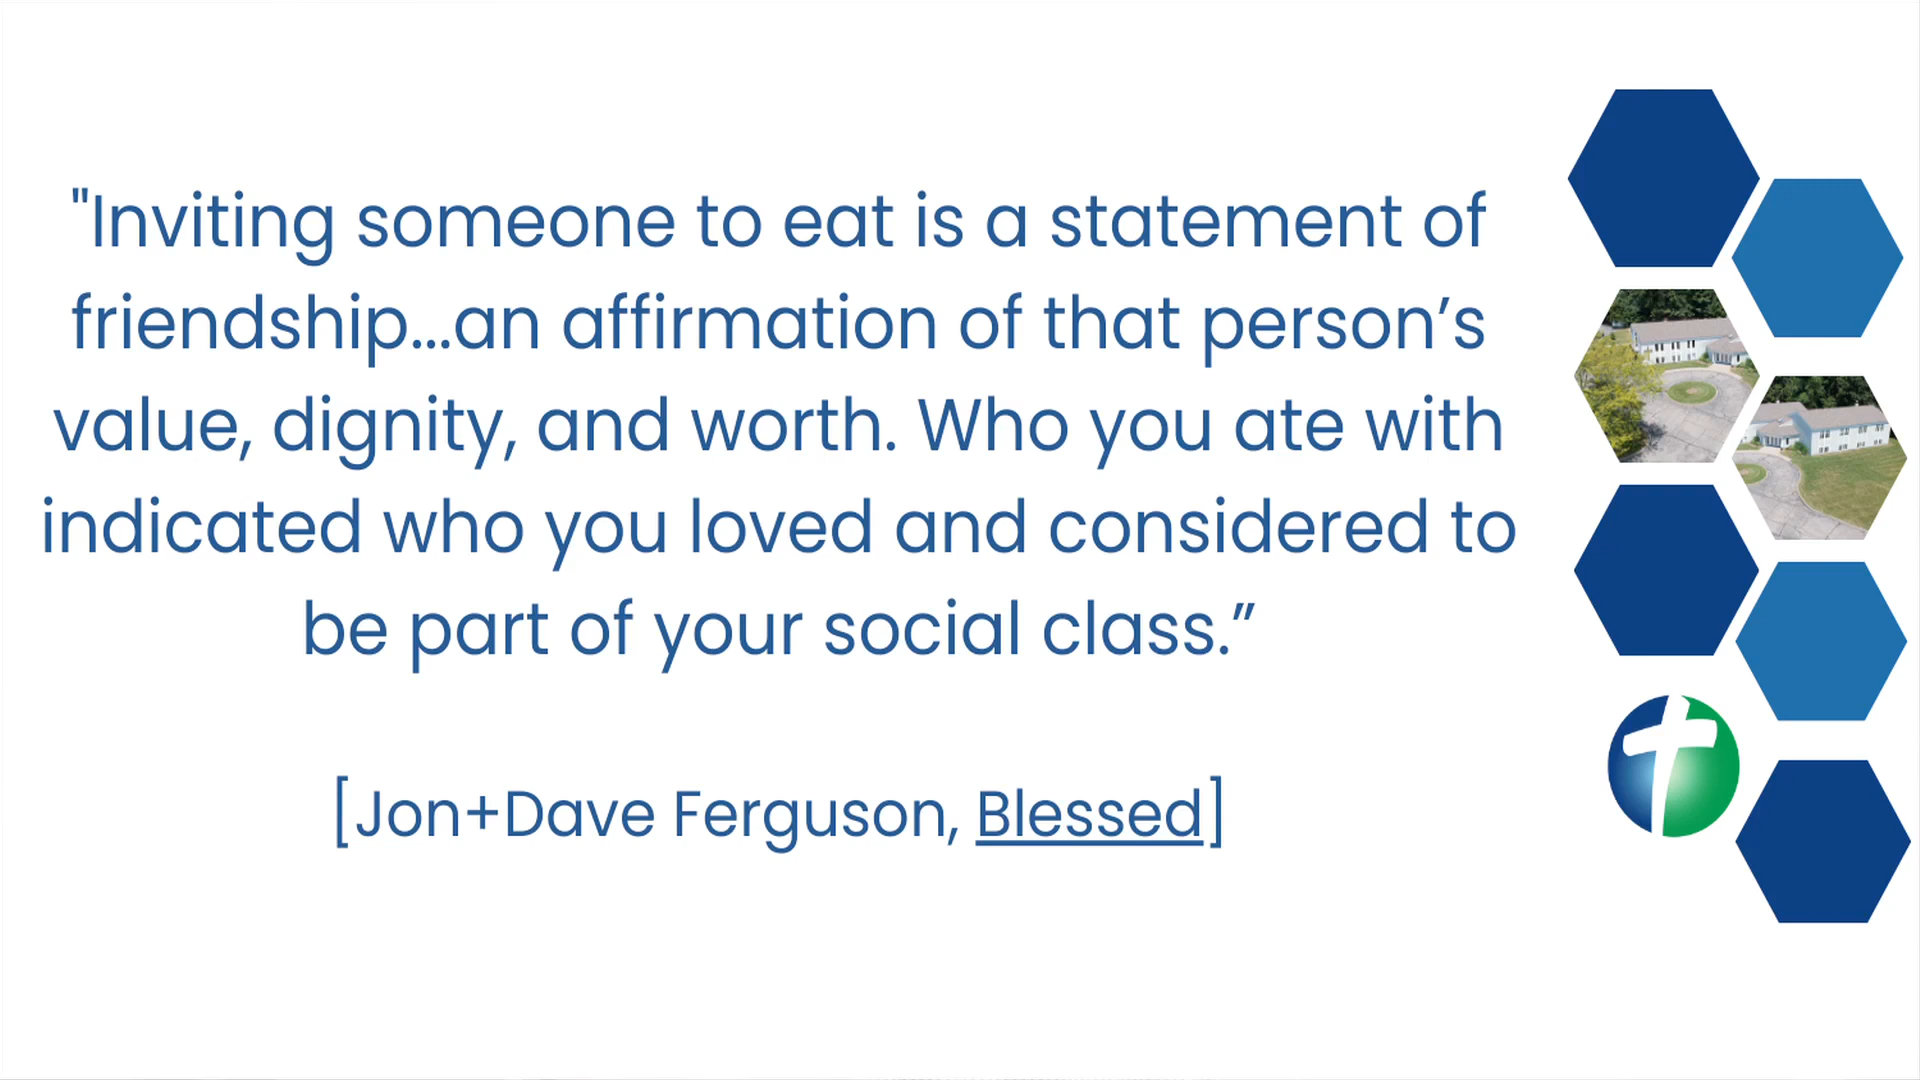 "Inviting someone to eat is a statement of
friendship...an affirmation of that person’s
value, dignity, and worth. Who you ate with
indicated who you loved and considered to
be part of your social class.”
[Jon+Dave Ferguson, Blessed]